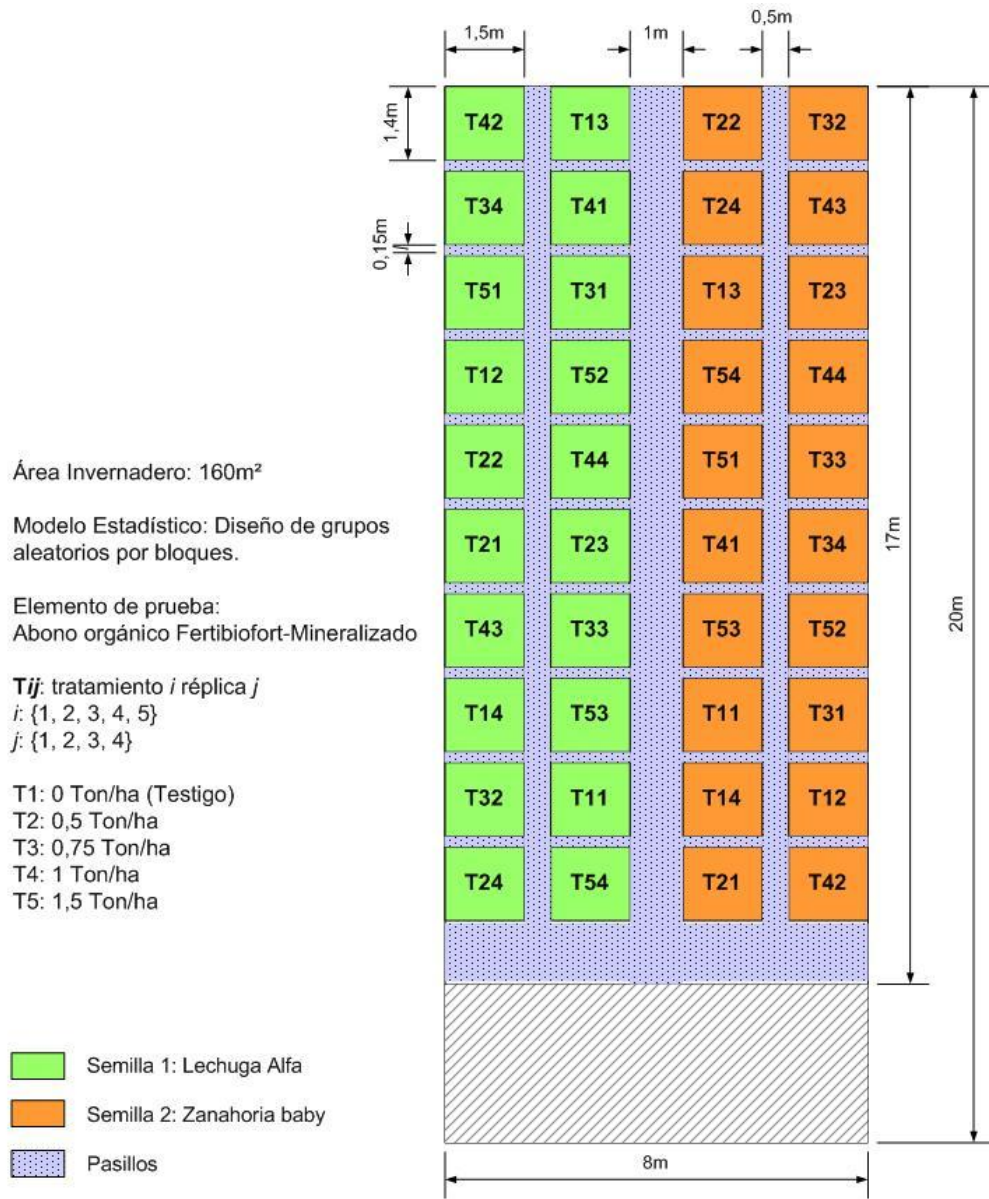 1,5m
1m
0,5m
1,4m
0,15m
T42 T13 T22 T32
T34 T41 T24 T43
T51 T31 T13 T23
T12 T52 T54 T44
T22 T44 T51 T33
T21 T23 T41 T34
T43 T33 T53 T52
T14 T53 T11 T31
T32 T11 T14 T12
T24 T54 T21 T42
17m
20m
8m
Área Invernadero: 160m²
Modelo Estadístico: Diseño de grupos
aleatorios por bloques.
Elemento de prueba:
Abono orgánico Fertibiofort-Mineralizado
Tij: tratamiento i réplica j
i: {1, 2, 3, 4, 5}
j: {1, 2, 3, 4}
T1: 0 Ton/ha (Testigo)
T2: 0,5 Ton/ha
T3: 0,75 Ton/ha
T4: 1 Ton/ha
T5: 1,5 Ton/ha
Semilla 1: Lechuga Alfa
Semilla 2: Zanahoria baby
Pasillos